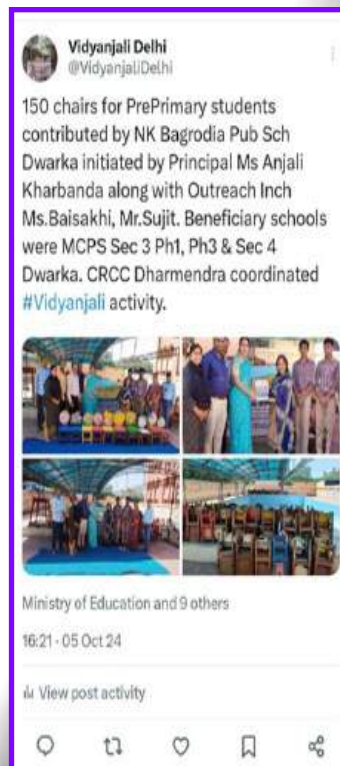 Vidyanjali Delhi
@VidyanjaliDelhi
150 chairs for PrePrimary students
contributed by NK Bagrodia Pub Sch
Dwarka initiated by Principal Ms Anjali
Kharbanda along with Outreach Inch
Ms.Baisakhi, Mr.Sujit. Beneficiary schools
were MCPS Sec 3 Ph1, Ph3 & Sec 4
Dwarka. CRCC Dharmendra coordinated
#Vidyanjali activity.
Ministry of Education and 9 others
16:21 · 05 Oct 24
View post activity